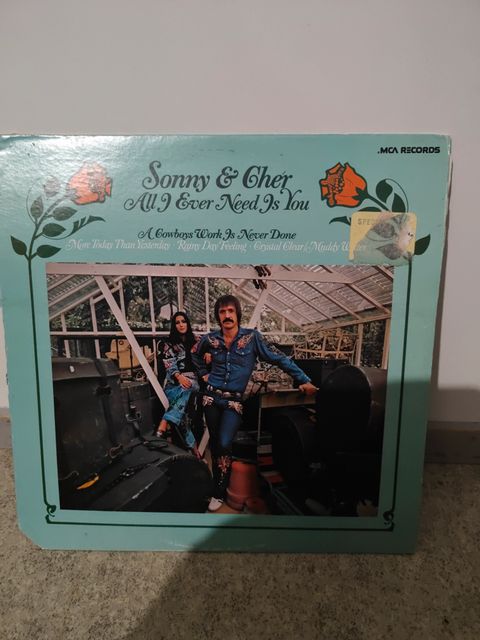 .MCA RECORDS
Sonny & Cher
All I Ever Need Is You
A Cowboys Work Is Never Done
More Today Than Yesterday · Rainy Day Feeling · Crystal Clear/Muddy Water